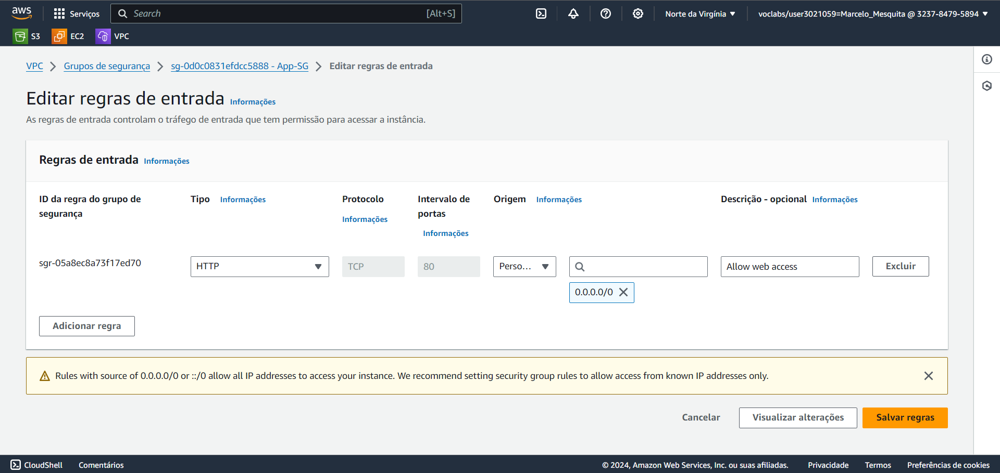 aws
Serviços
Search
[Alt+S]
Norte da Virgínia
voclabs/user3021059=Marcelo_Mesquita @ 3237-8479-5894
S3
EC2
VPC
VPC
Grupos de segurança
sg-0d0c0831efdcc5888 - App-SG
Editar regras de entrada
Editar regras de entrada Informações
As regras de entrada controlam o tráfego de entrada que tem permissão para acessar a instância.
Regras de entrada Informações
ID da regra do grupo de
segurança
Tipo Informações
Protocolo
Informações
Intervalo de
portas
Informações
Origem Informações
Descrição - opcional Informações
sgr-05a8ec8a73f17ed70
HTTP
TCP
80
Perso...
0.0.0.0/0
Allow web access
Excluir
Adicionar regra
Rules with source of 0.0.0.0/0 or ::/0 allow all IP addresses to access your instance. We recommend setting security group rules to allow access from known IP addresses only.
Cancelar
Visualizar alterações
Salvar regras
CloudShell
Comentários
© 2024, Amazon Web Services, Inc. ou suas afiliadas.
Privacidade
Termos
Preferências de cookies